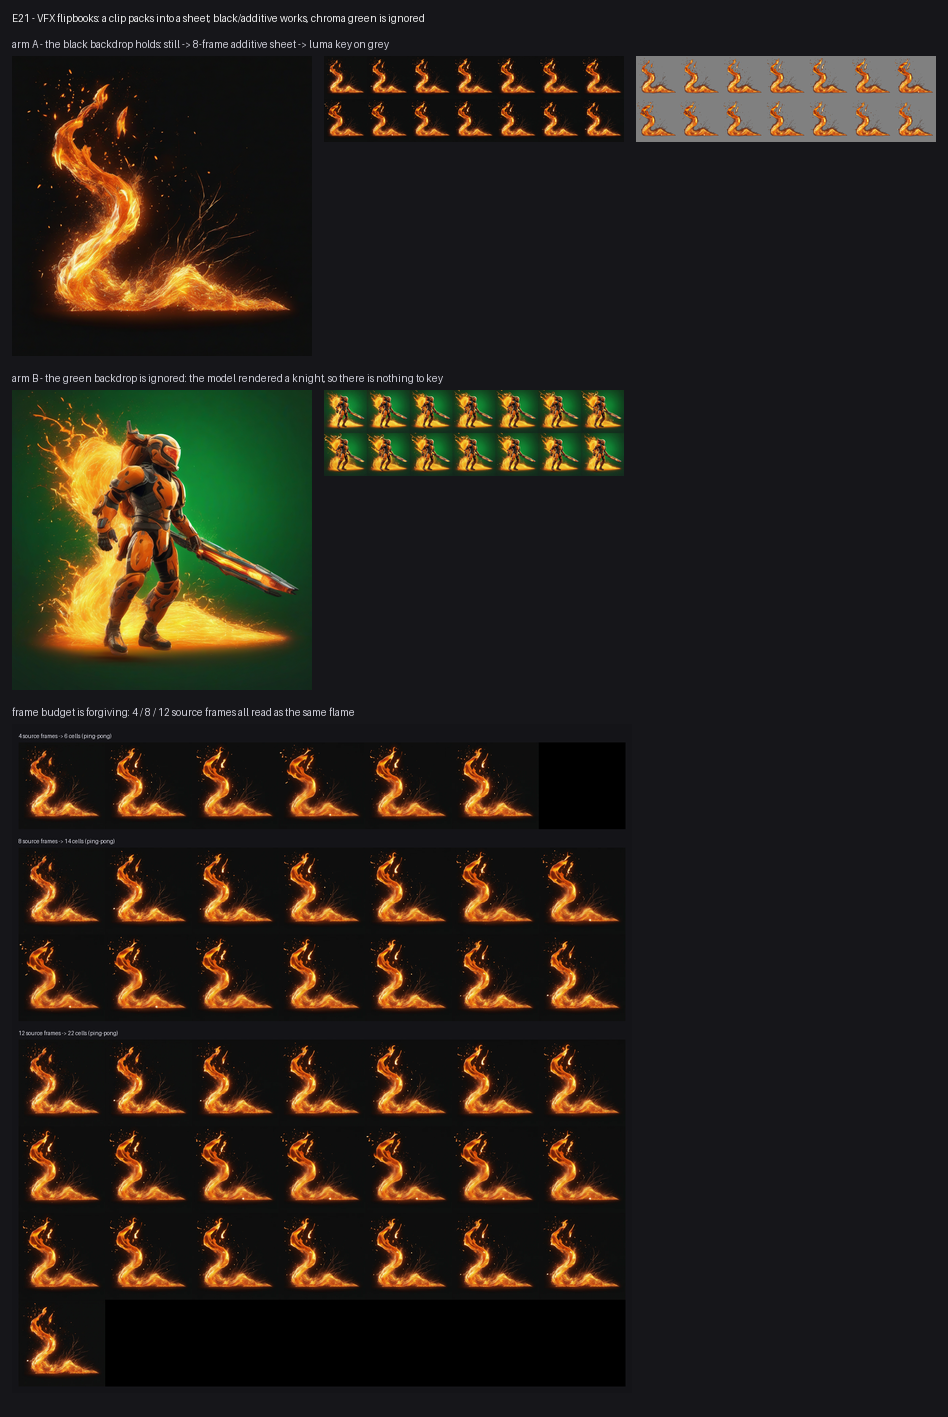 E21 - VFX flipbooks: a clip packs into a sheet; black/additive works, chroma green is ignored
arm A - the black backdrop holds: still -> 8-frame additive sheet -> luma key on grey
arm B - the green backdrop is ignored: the model rendered a knight, so there is nothing to key
frame budget is forgiving: 4 / 8 / 12 source frames all read as the same flame
4 source frames -> 6 cells (ping-pong)
8 source frames -> 14 cells (ping-pong)
12 source frames -> 22 cells (ping-pong)